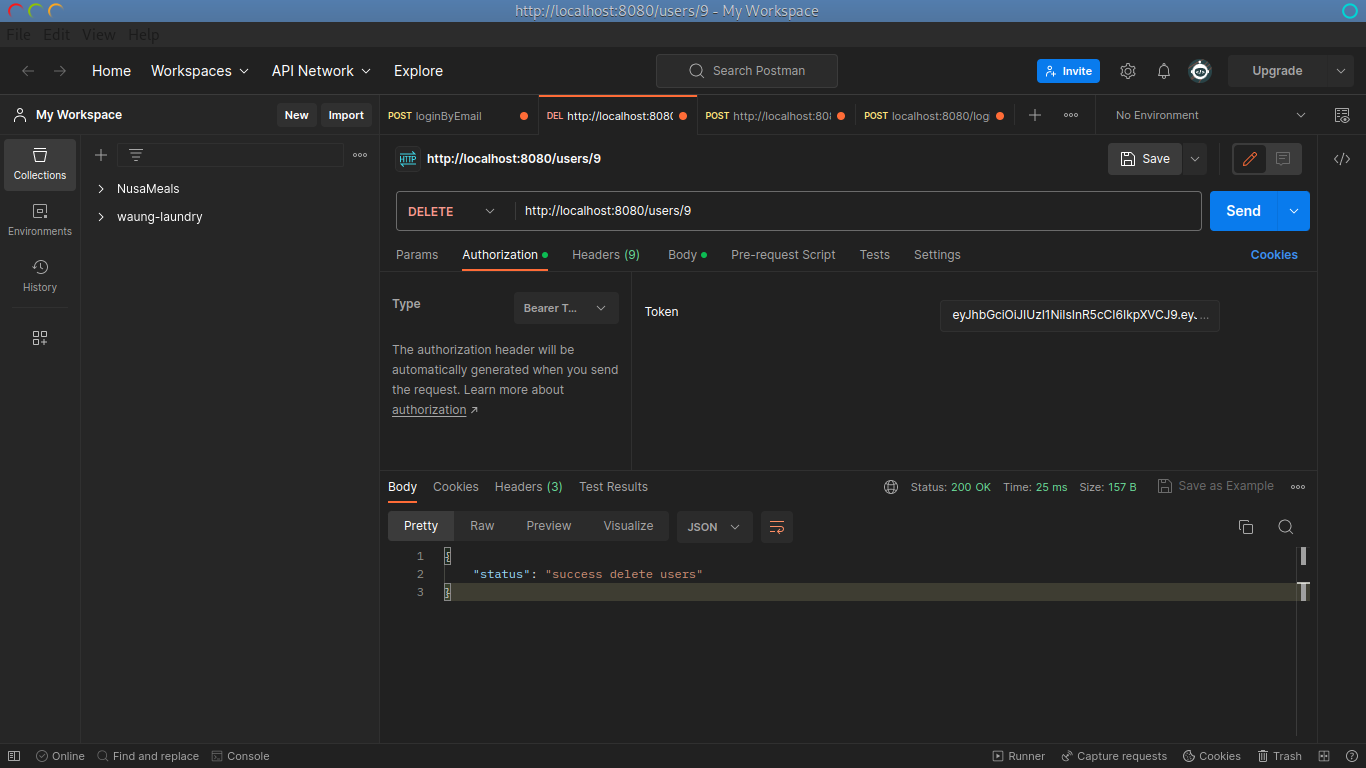 http://localhost:8080/users/9 - My Workspace
File Edit View Help
Home Workspaces API Network Explore Search Postman Invite Upgrade
My Workspace New Import POST loginByEmail DEL http://localhost:808 POST http://localhost:80 POST localhost:8080/log No Environment
Collections
Environments
History
NusaMeals
waung-laundry
HTTP http://localhost:8080/users/9 Save
DELETE http://localhost:8080/users/9 Send
Params Authorization Headers (9) Body Pre-request Script Tests Settings Cookies
Type Bearer T...
The authorization header will be
automatically generated when you send
the request. Learn more about
authorization ↗
Token
Body Cookies Headers (3) Test Results Status: 200 OK Time: 25 ms Size: 157 B Save as Example
Pretty Raw Preview Visualize JSON
1 {
2 "status": "success delete users"
3 }
Online Find and replace Console Runner Capture requests Cookies Trash